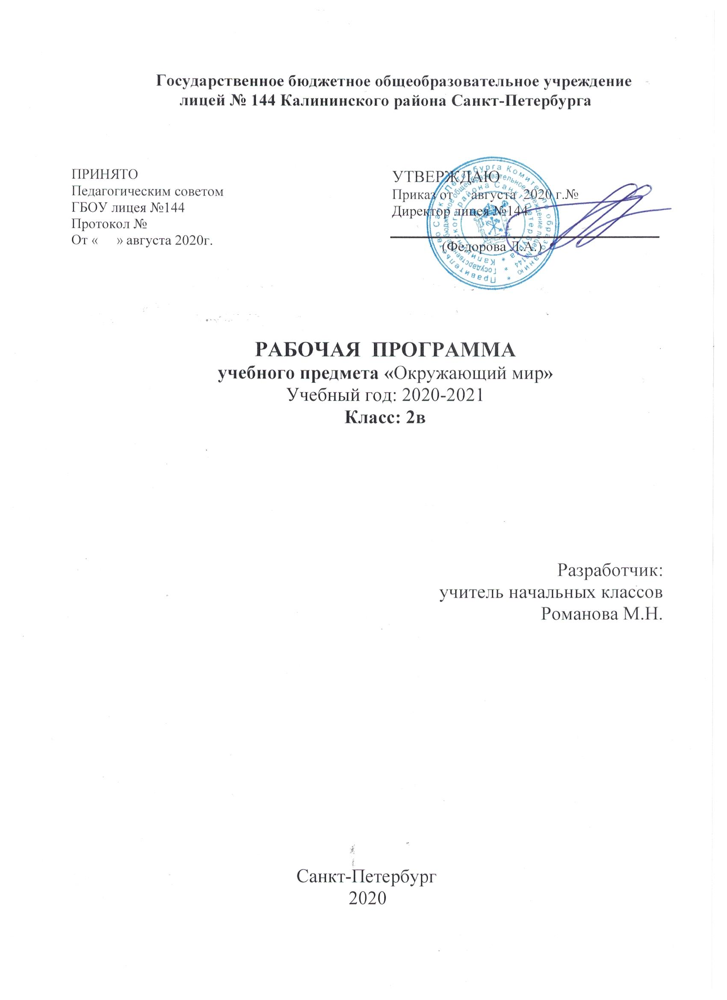 Государственное бюджетное общеобразовательное учреждение
лицей № 144 Калининского района Санкт-Петербурга
ПРИНЯТО
Педагогическим советом
ГБОУ лицея №144
Протокол №
От «     » августа 2020г.
УТВЕРЖДАЮ
Приказ от     августа  2020 г.№
Директор лицея №144
(Федорова Л.А.)
Правительство Санкт-Петербурга Комитет по образованию *
Государственное бюджетное общеобразовательное учреждение лицей №144 *
Калининского района Санкт-Петербурга *
РАБОЧАЯ  ПРОГРАММА
учебного предмета «Окружающий мир»
Учебный год: 2020-2021
Класс: 2в
Разработчик:
учитель начальных классов
Романова М.Н.
Санкт-Петербург
2020